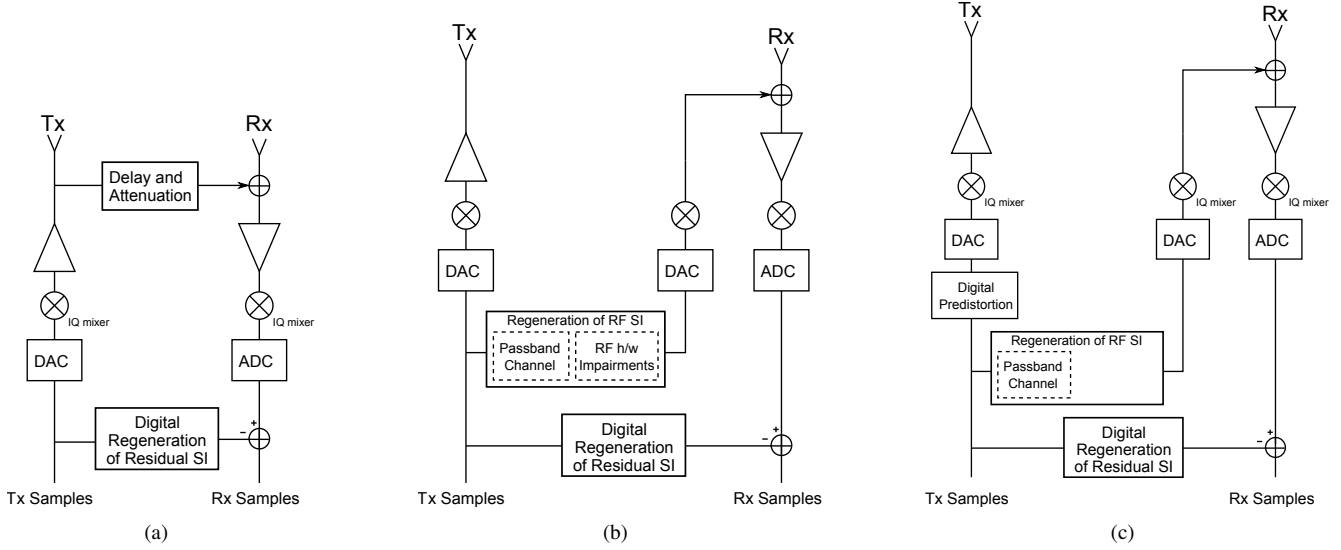 Tx
Rx
Delay and
Attenuation
IQ mixer
IQ mixer
DAC
ADC
Digital
Regeneration
of Residual SI
−
+
Tx Samples
Rx Samples
(a)
Tx
Rx
DAC
DAC
ADC
Regeneration of RF SI
Passband
Channel
RF h/w
Impairments
Digital
Regeneration
of Residual SI
−
+
Tx Samples
Rx Samples
(b)
Tx
Rx
IQ mixer
IQ mixer
IQ mixer
DAC
DAC
ADC
Digital
Predistortion
Regeneration of RF SI
Passband
Channel
Digital
Regeneration
of Residual SI
−
+
Tx Samples
Rx Samples
(c)